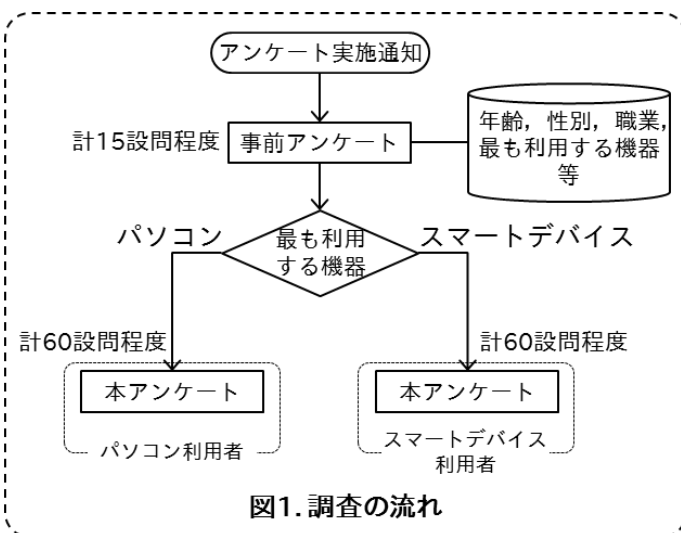 アンケート実施通知
計15設問程度
事前アンケート
年齢，性別，職業，
最も利用する機器
等
パソコン
最も利用
する機器
スマートデバイス
計60設問程度
計60設問程度
本アンケート
本アンケート
パソコン利用者
スマートデバイス
利用者
図1.調査の流れ